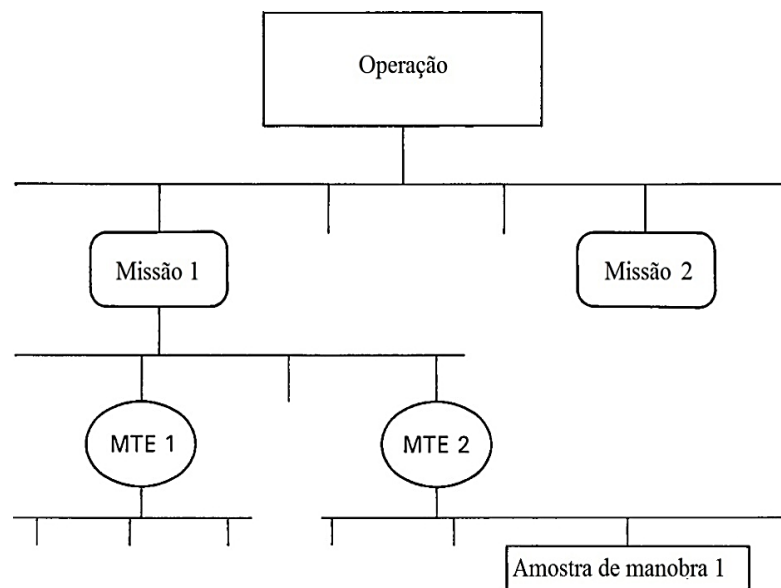 Operação
Missão 1
Missão 2
MTE 1
MTE 2
Amostra de manobra 1